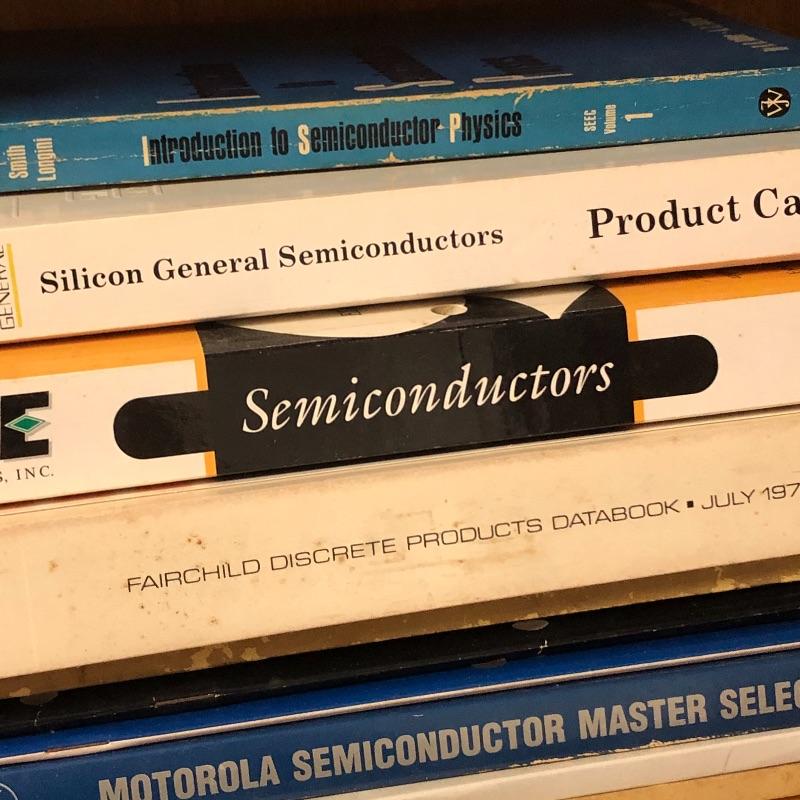 Smith
Longini
Introduction to Semiconductor Physics
SEEC
Volume
1
GENERAL
Silicon General Semiconductors
Product Ca
E
S, INC.
Semiconductors
FAIRCHILD DISCRETE PRODUCTS DATABOOK ▪ JULY 197
MOTOROLA SEMICONDUCTOR MASTER SELEC